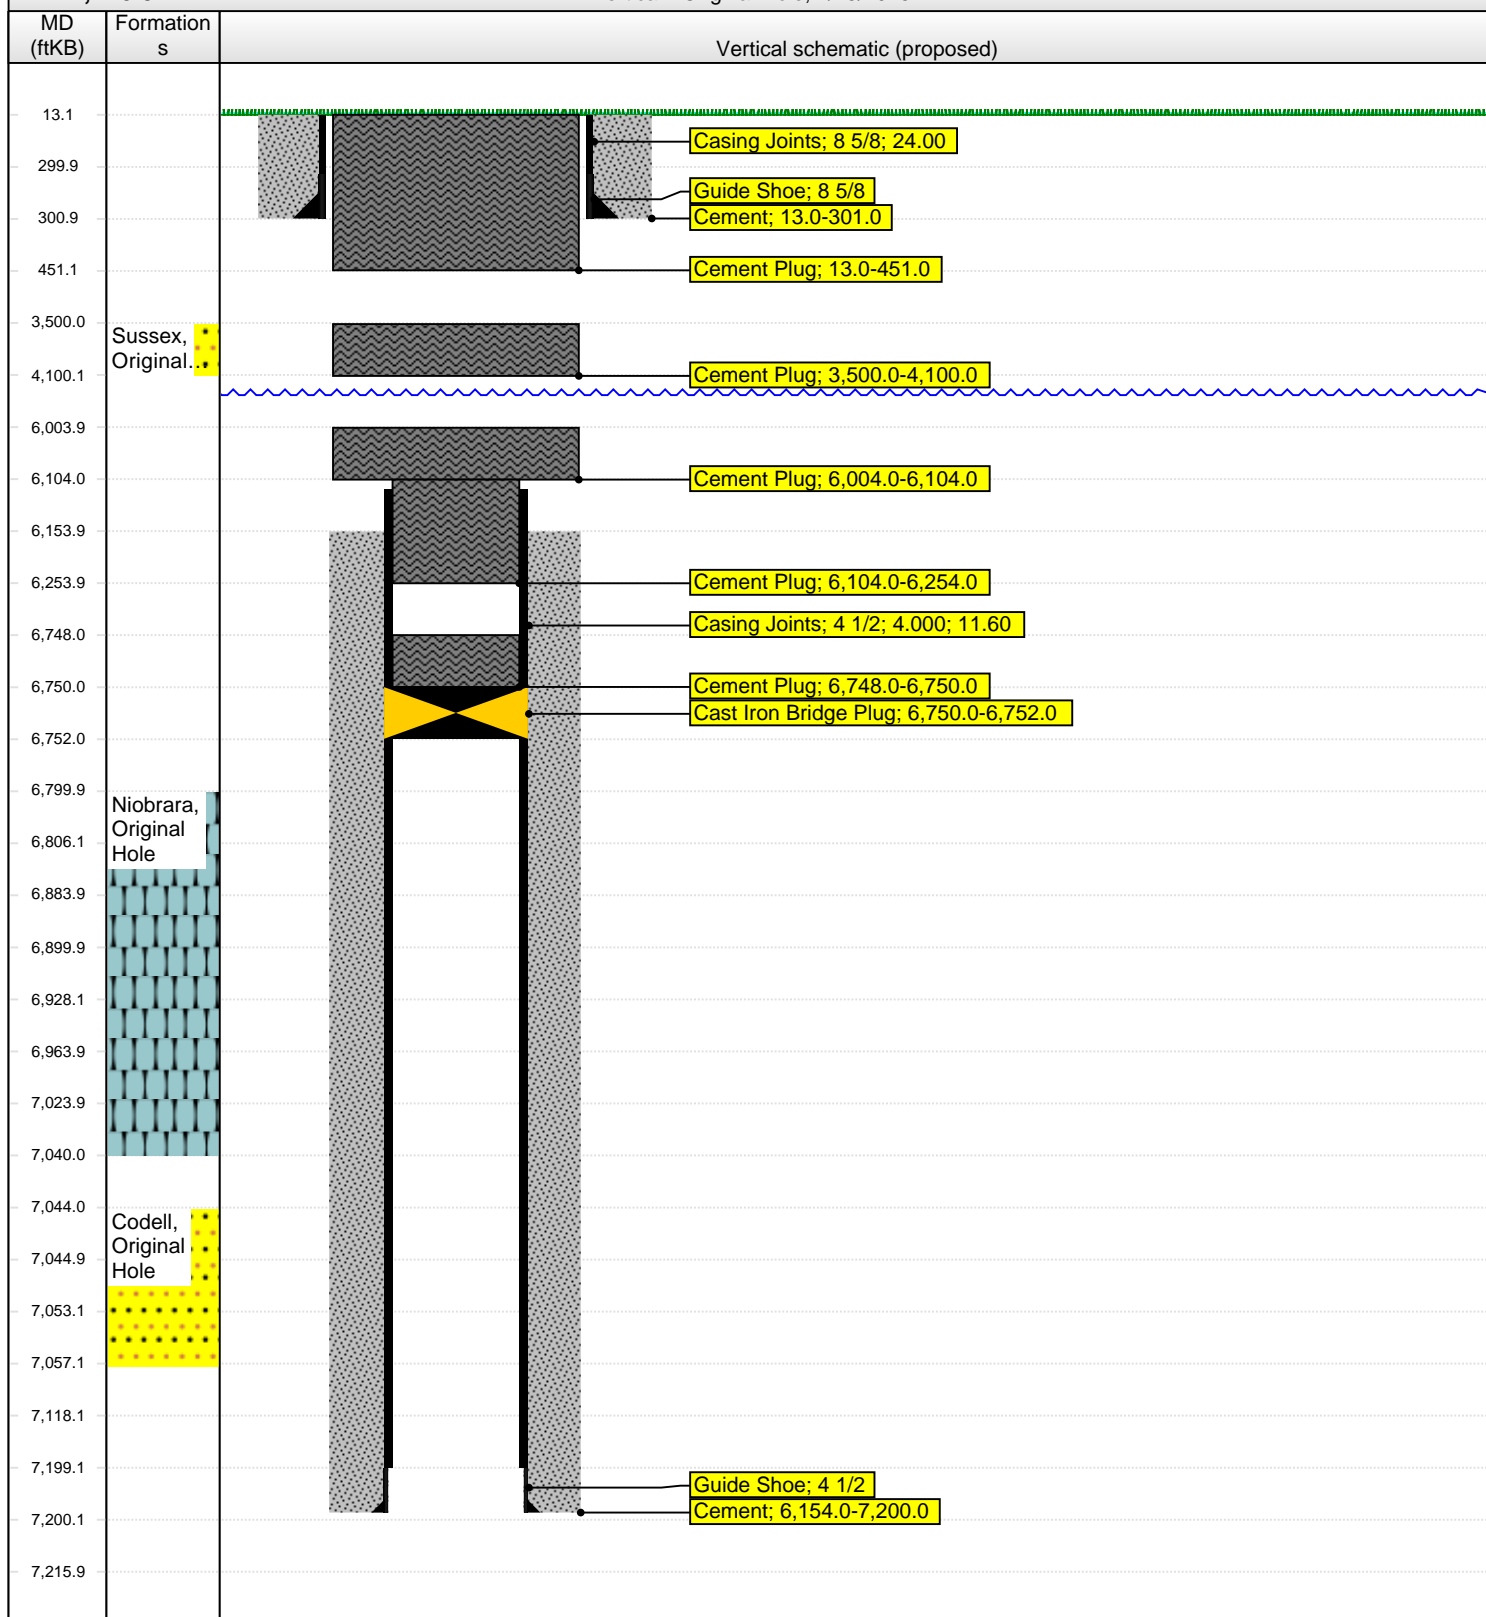 MD
(ftKB)
Formation
s
Vertical schematic (proposed)
13.1
Casing Joints; 8 5/8; 24.00
299.9
Guide Shoe; 8 5/8
300.9
Cement; 13.0-301.0
451.1
Cement Plug; 13.0-451.0
3,500.0
Sussex,
Original...
4,100.1
Cement Plug; 3,500.0-4,100.0
6,003.9
6,104.0
Cement Plug; 6,004.0-6,104.0
6,153.9
6,253.9
Cement Plug; 6,104.0-6,254.0
Casing Joints; 4 1/2; 4.000; 11.60
6,748.0
6,750.0
Cement Plug; 6,748.0-6,750.0
Cast Iron Bridge Plug; 6,750.0-6,752.0
6,752.0
6,799.9
Niobrara,
Original
Hole
6,806.1
6,883.9
6,899.9
6,928.1
6,963.9
7,023.9
7,040.0
7,044.0
Codell,
Original
Hole
7,044.9
7,053.1
7,057.1
7,118.1
7,199.1
Guide Shoe; 4 1/2
Cement; 6,154.0-7,200.0
7,200.1
7,215.9